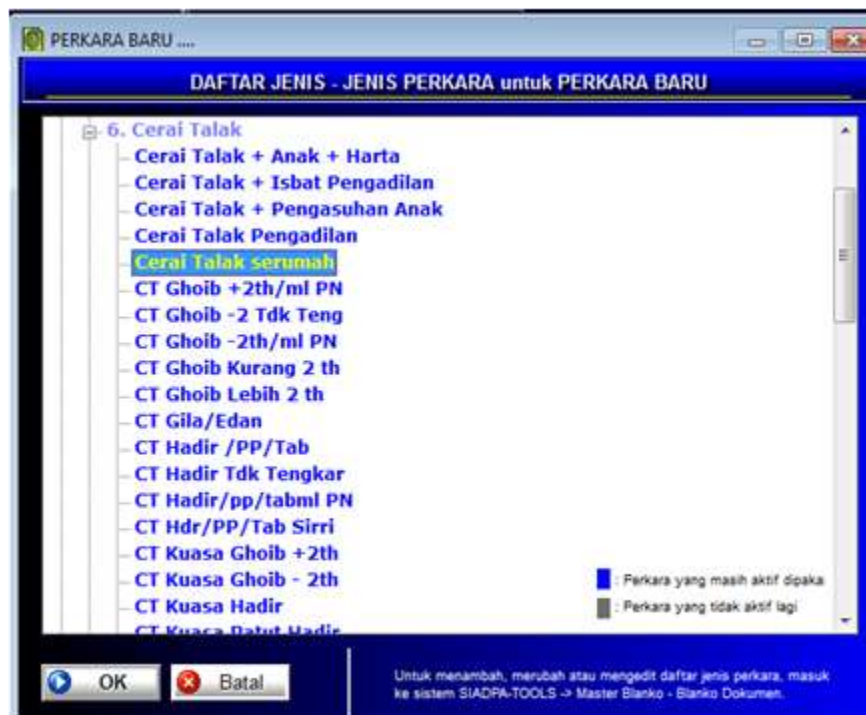 PERKARA BARU ....
DAFTAR JENIS - JENIS PERKARA untuk PERKARA BARU
6. Cerai Talak
Cerai Talak + Anak + Harta
Cerai Talak + Isbat Pengadilan
Cerai Talak + Pengasuhan Anak
Cerai Talak Pengadilan
Cerai Talak serumah
CT Ghoib +2th/ml PN
CT Ghoib -2 Tdk Teng
CT Ghoib -2th/ml PN
CT Ghoib Kurang 2 th
CT Ghoib Lebih 2 th
CT Gila/Edan
CT Hadir /PP/Tab
CT Hadir Tdk Tengkar
CT Hadir/pp/tabml PN
CT Hdr/PP/Tab Sirri
CT Kuasa Ghoib +2th
CT Kuasa Ghoib - 2th
CT Kuasa Hadir
CT Kuasa Patut Hadir
: Perkara yang masih aktif dipaka
: Perkara yang tidak aktif lagi
OK
Batal
Untuk menambah, merubah atau mengedit daftar jenis perkara, masuk
ke sistem SIADPA-TOOLS -> Master Blanko - Blanko Dokumen.